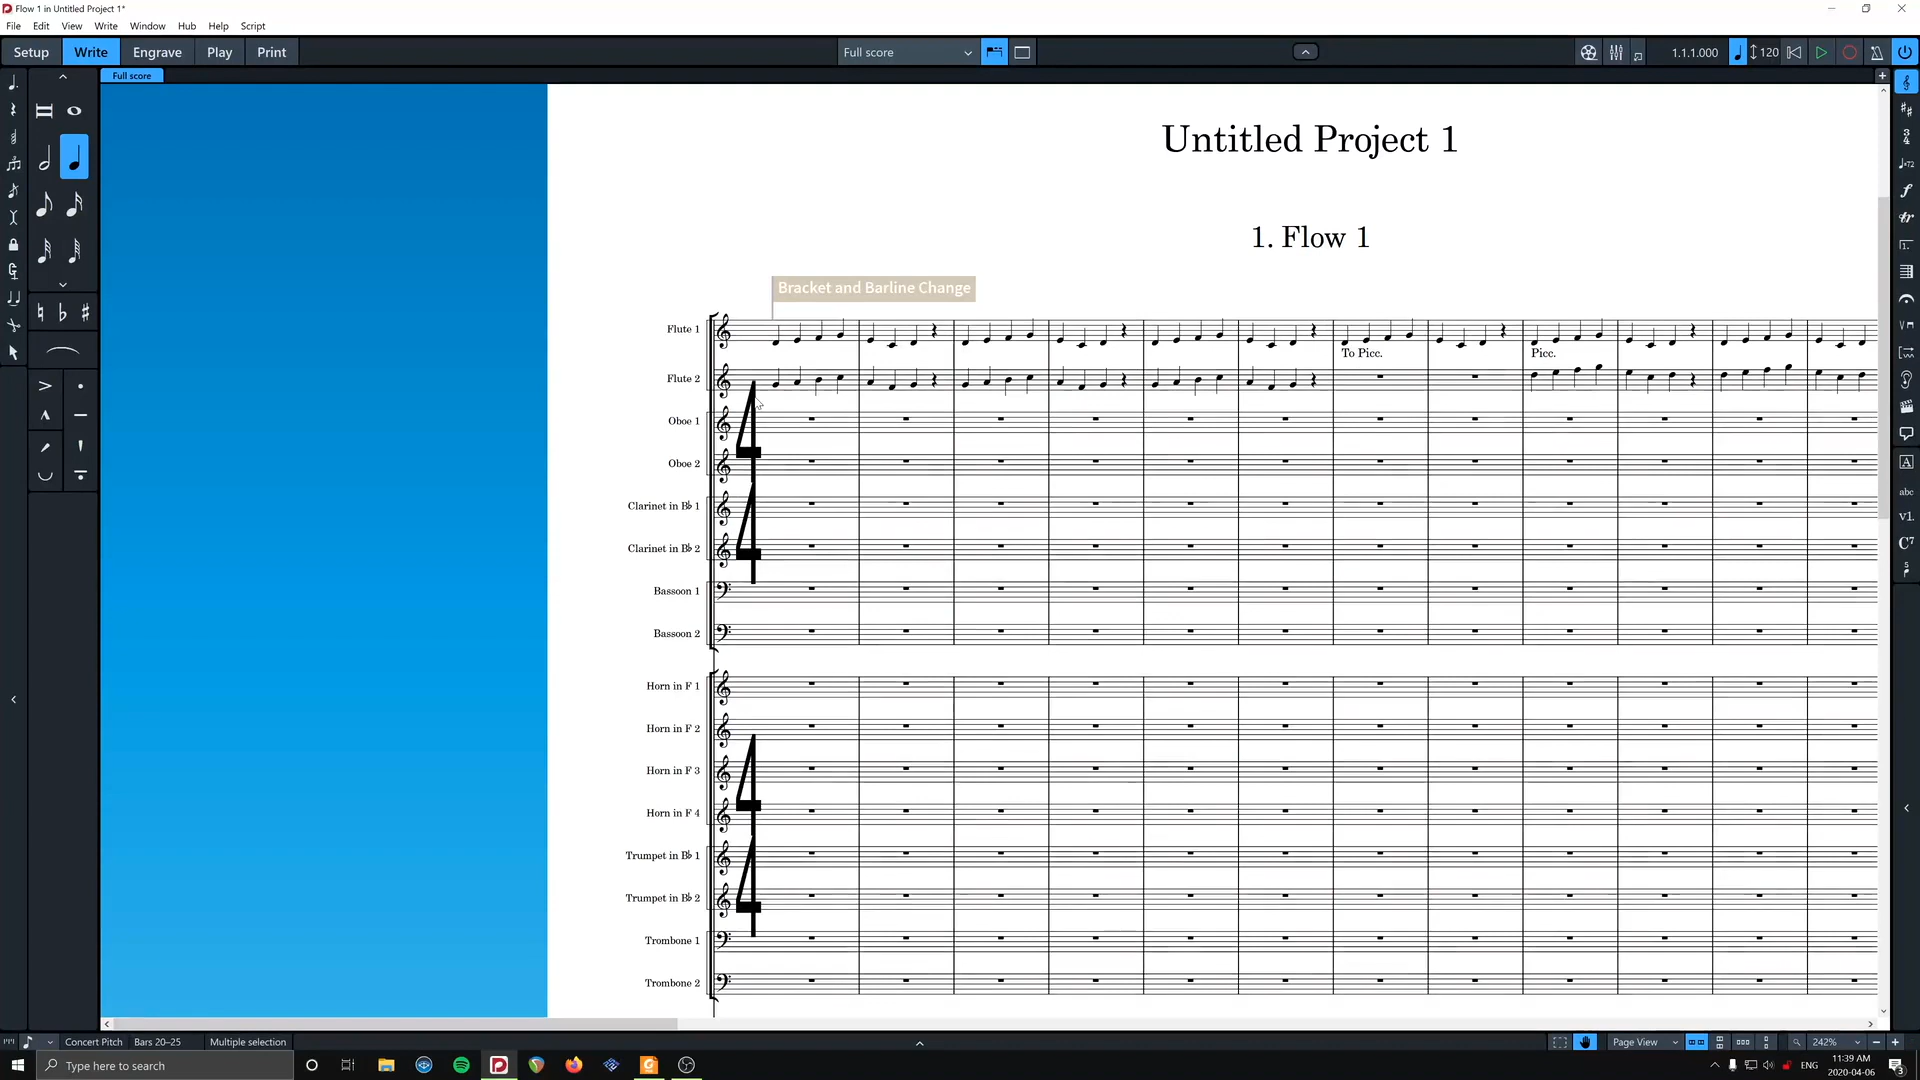 Flow 1 in Untitled Project 1*
File Edit View Write Window Hub Help Script
Setup Write Engrave Play Print Full score 1.1.1.000 120
Full score
Untitled Project 1
1. Flow 1
Bracket and Barline Change
Flute 1
To Picc. Picc.
Flute 2
Oboe 1
Oboe 2
Clarinet in B♭ 1
Clarinet in B♭ 2
Bassoon 1
Bassoon 2
Horn in F 1
Horn in F 2
Horn in F 3
Horn in F 4
Trumpet in B♭ 1
Trumpet in B♭ 2
Trombone 1
Trombone 2
abc
v1.
C7
Concert Pitch Bars 20–25 Multiple selection Page View 242%
Type here to search ENG 11:39 AM
2020-04-06